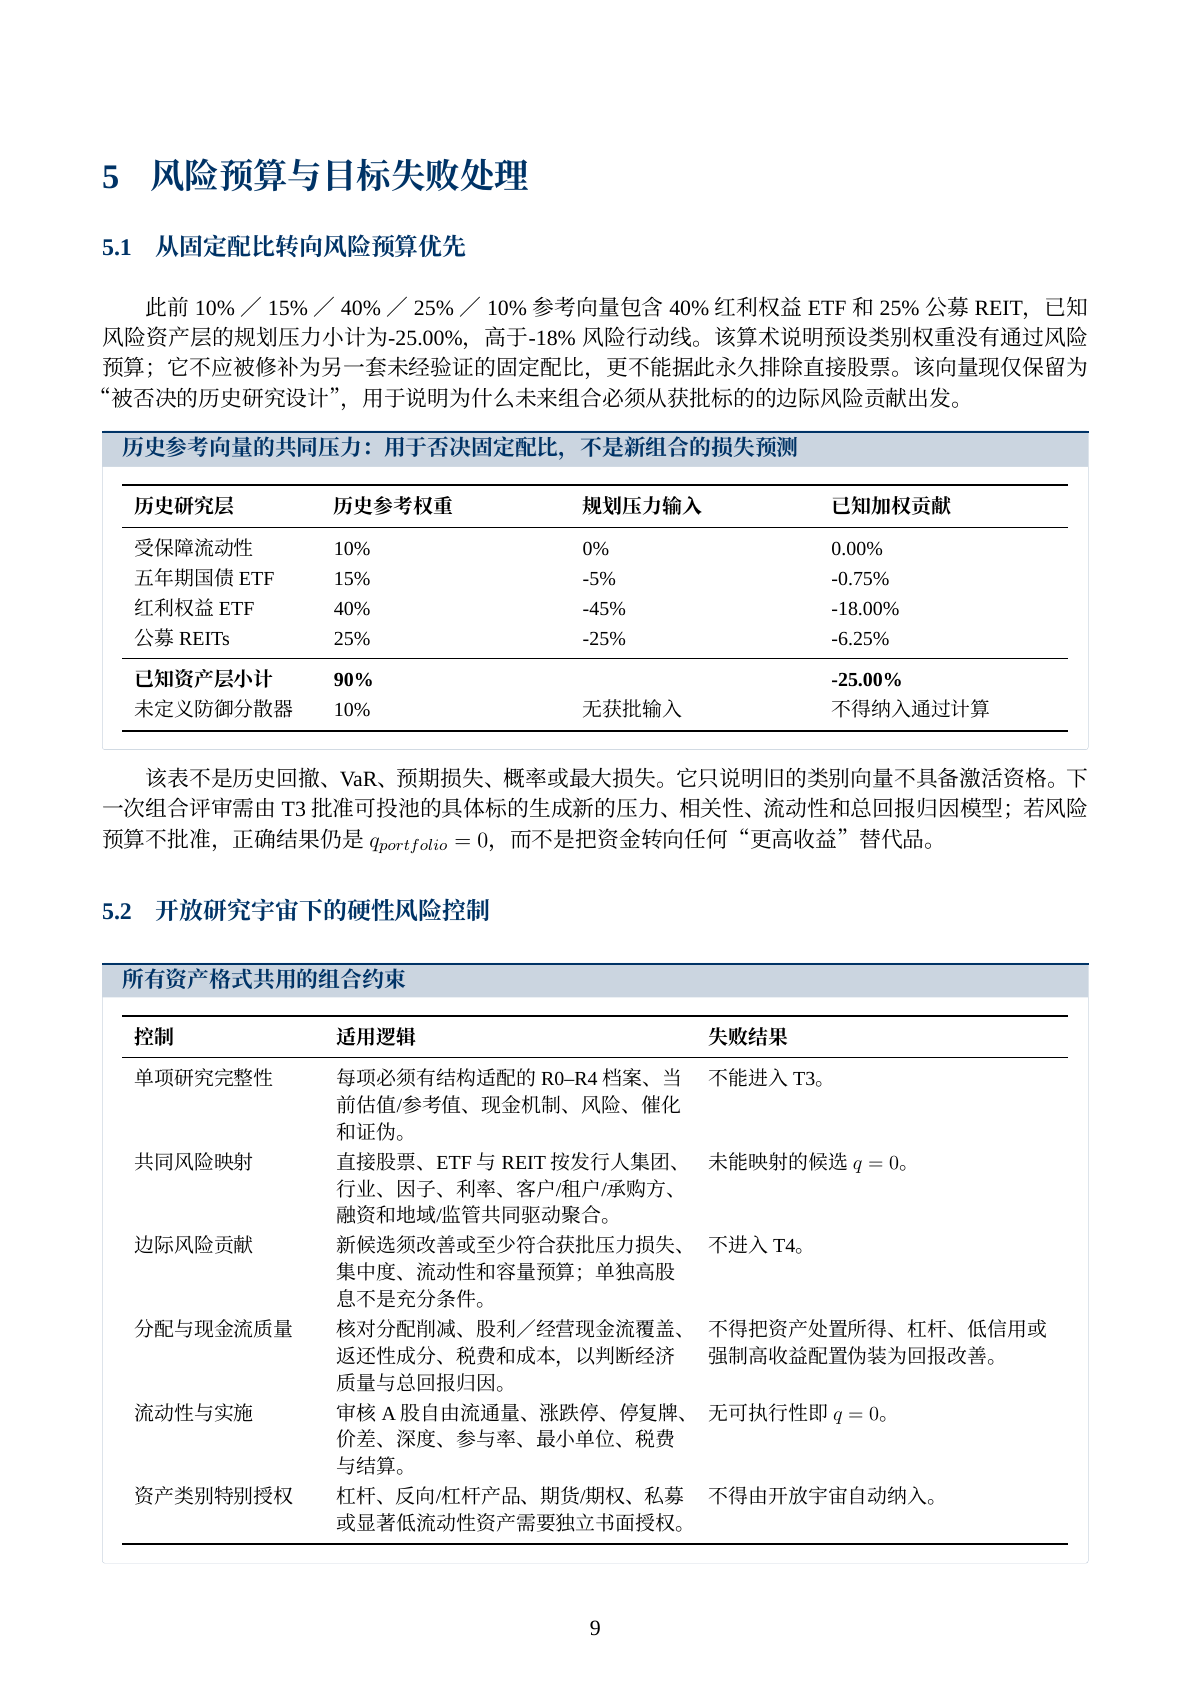 5 风险预算与目标失败处理
5.1 从固定配比转向风险预算优先
此前 10% ／ 15% ／ 40% ／ 25% ／ 10% 参考向量包含 40% 红利权益 ETF 和 25% 公募 REIT，已知
风险资产层的规划压力小计为-25.00%，高于-18% 风险行动线。该算术说明预设类别权重没有通过风险
预算；它不应被修补为另一套未经验证的固定配比，更不能据此永久排除直接股票。该向量现仅保留为
“被否决的历史研究设计”，用于说明为什么未来组合必须从获批标的的边际风险贡献出发。
历史参考向量的共同压力：用于否决固定配比，不是新组合的损失预测
历史研究层 历史参考权重 规划压力输入 已知加权贡献
受保障流动性 10% 0% 0.00%
五年期国债 ETF 15% -5% -0.75%
红利权益 ETF 40% -45% -18.00%
公募 REITs 25% -25% -6.25%
已知资产层小计 90% -25.00%
未定义防御分散器 10% 无获批输入 不得纳入通过计算
该表不是历史回撤、VaR、预期损失、概率或最大损失。它只说明旧的类别向量不具备激活资格。下
一次组合评审需由 T3 批准可投池的具体标的生成新的压力、相关性、流动性和总回报归因模型；若风险
预算不批准，正确结果仍是 qportfolio = 0，而不是把资金转向任何“更高收益”替代品。
5.2 开放研究宇宙下的硬性风险控制
所有资产格式共用的组合约束
控制 适用逻辑 失败结果
单项研究完整性 每项必须有结构适配的 R0–R4 档案、当 不能进入 T3。
前估值/参考值、现金机制、风险、催化
和证伪。
共同风险映射 直接股票、ETF 与 REIT 按发行人集团、 未能映射的候选 q = 0。
行业、因子、利率、客户/租户/承购方、
融资和地域/监管共同驱动聚合。
边际风险贡献 新候选须改善或至少符合获批压力损失、 不进入 T4。
集中度、流动性和容量预算；单独高股
息不是充分条件。
分配与现金流质量 核对分配削减、股利／经营现金流覆盖、 不得把资产处置所得、杠杆、低信用或
返还性成分、税费和成本，以判断经济 强制高收益配置伪装为回报改善。
质量与总回报归因。
流动性与实施 审核 A 股自由流通量、涨跌停、停复牌、 无可执行性即 q = 0。
价差、深度、参与率、最小单位、税费
与结算。
资产类别特别授权 杠杆、反向/杠杆产品、期货/期权、私募 不得由开放宇宙自动纳入。
或显著低流动性资产需要独立书面授权。
9